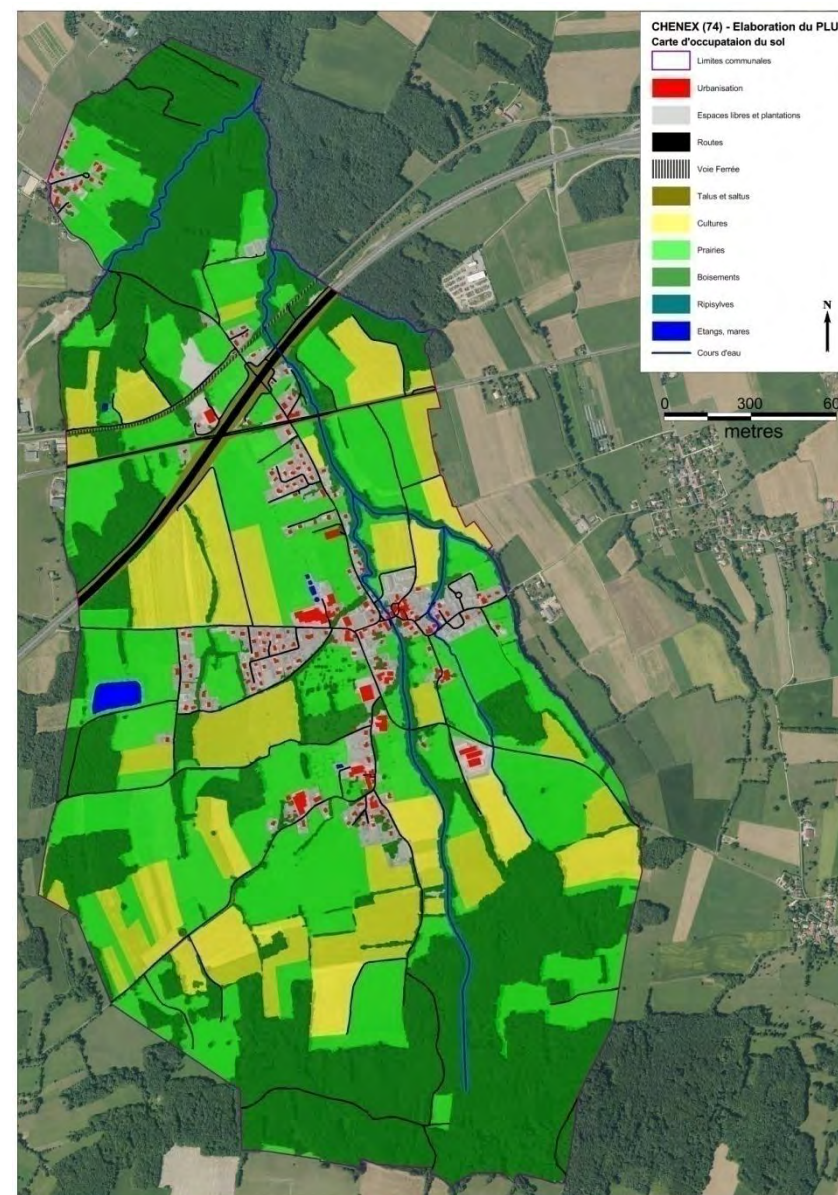 CHENEX (74) - Elaboration du PLU
Carte d'occupataion du sol
Limites communales
Urbanisation
Espaces libres et plantations
Routes
Voie Ferrée
Talus et saltus
Cultures
Prairies
Boisements
Ripisylves
Etangs, mares
Cours d'eau
N
0 300 60
metres